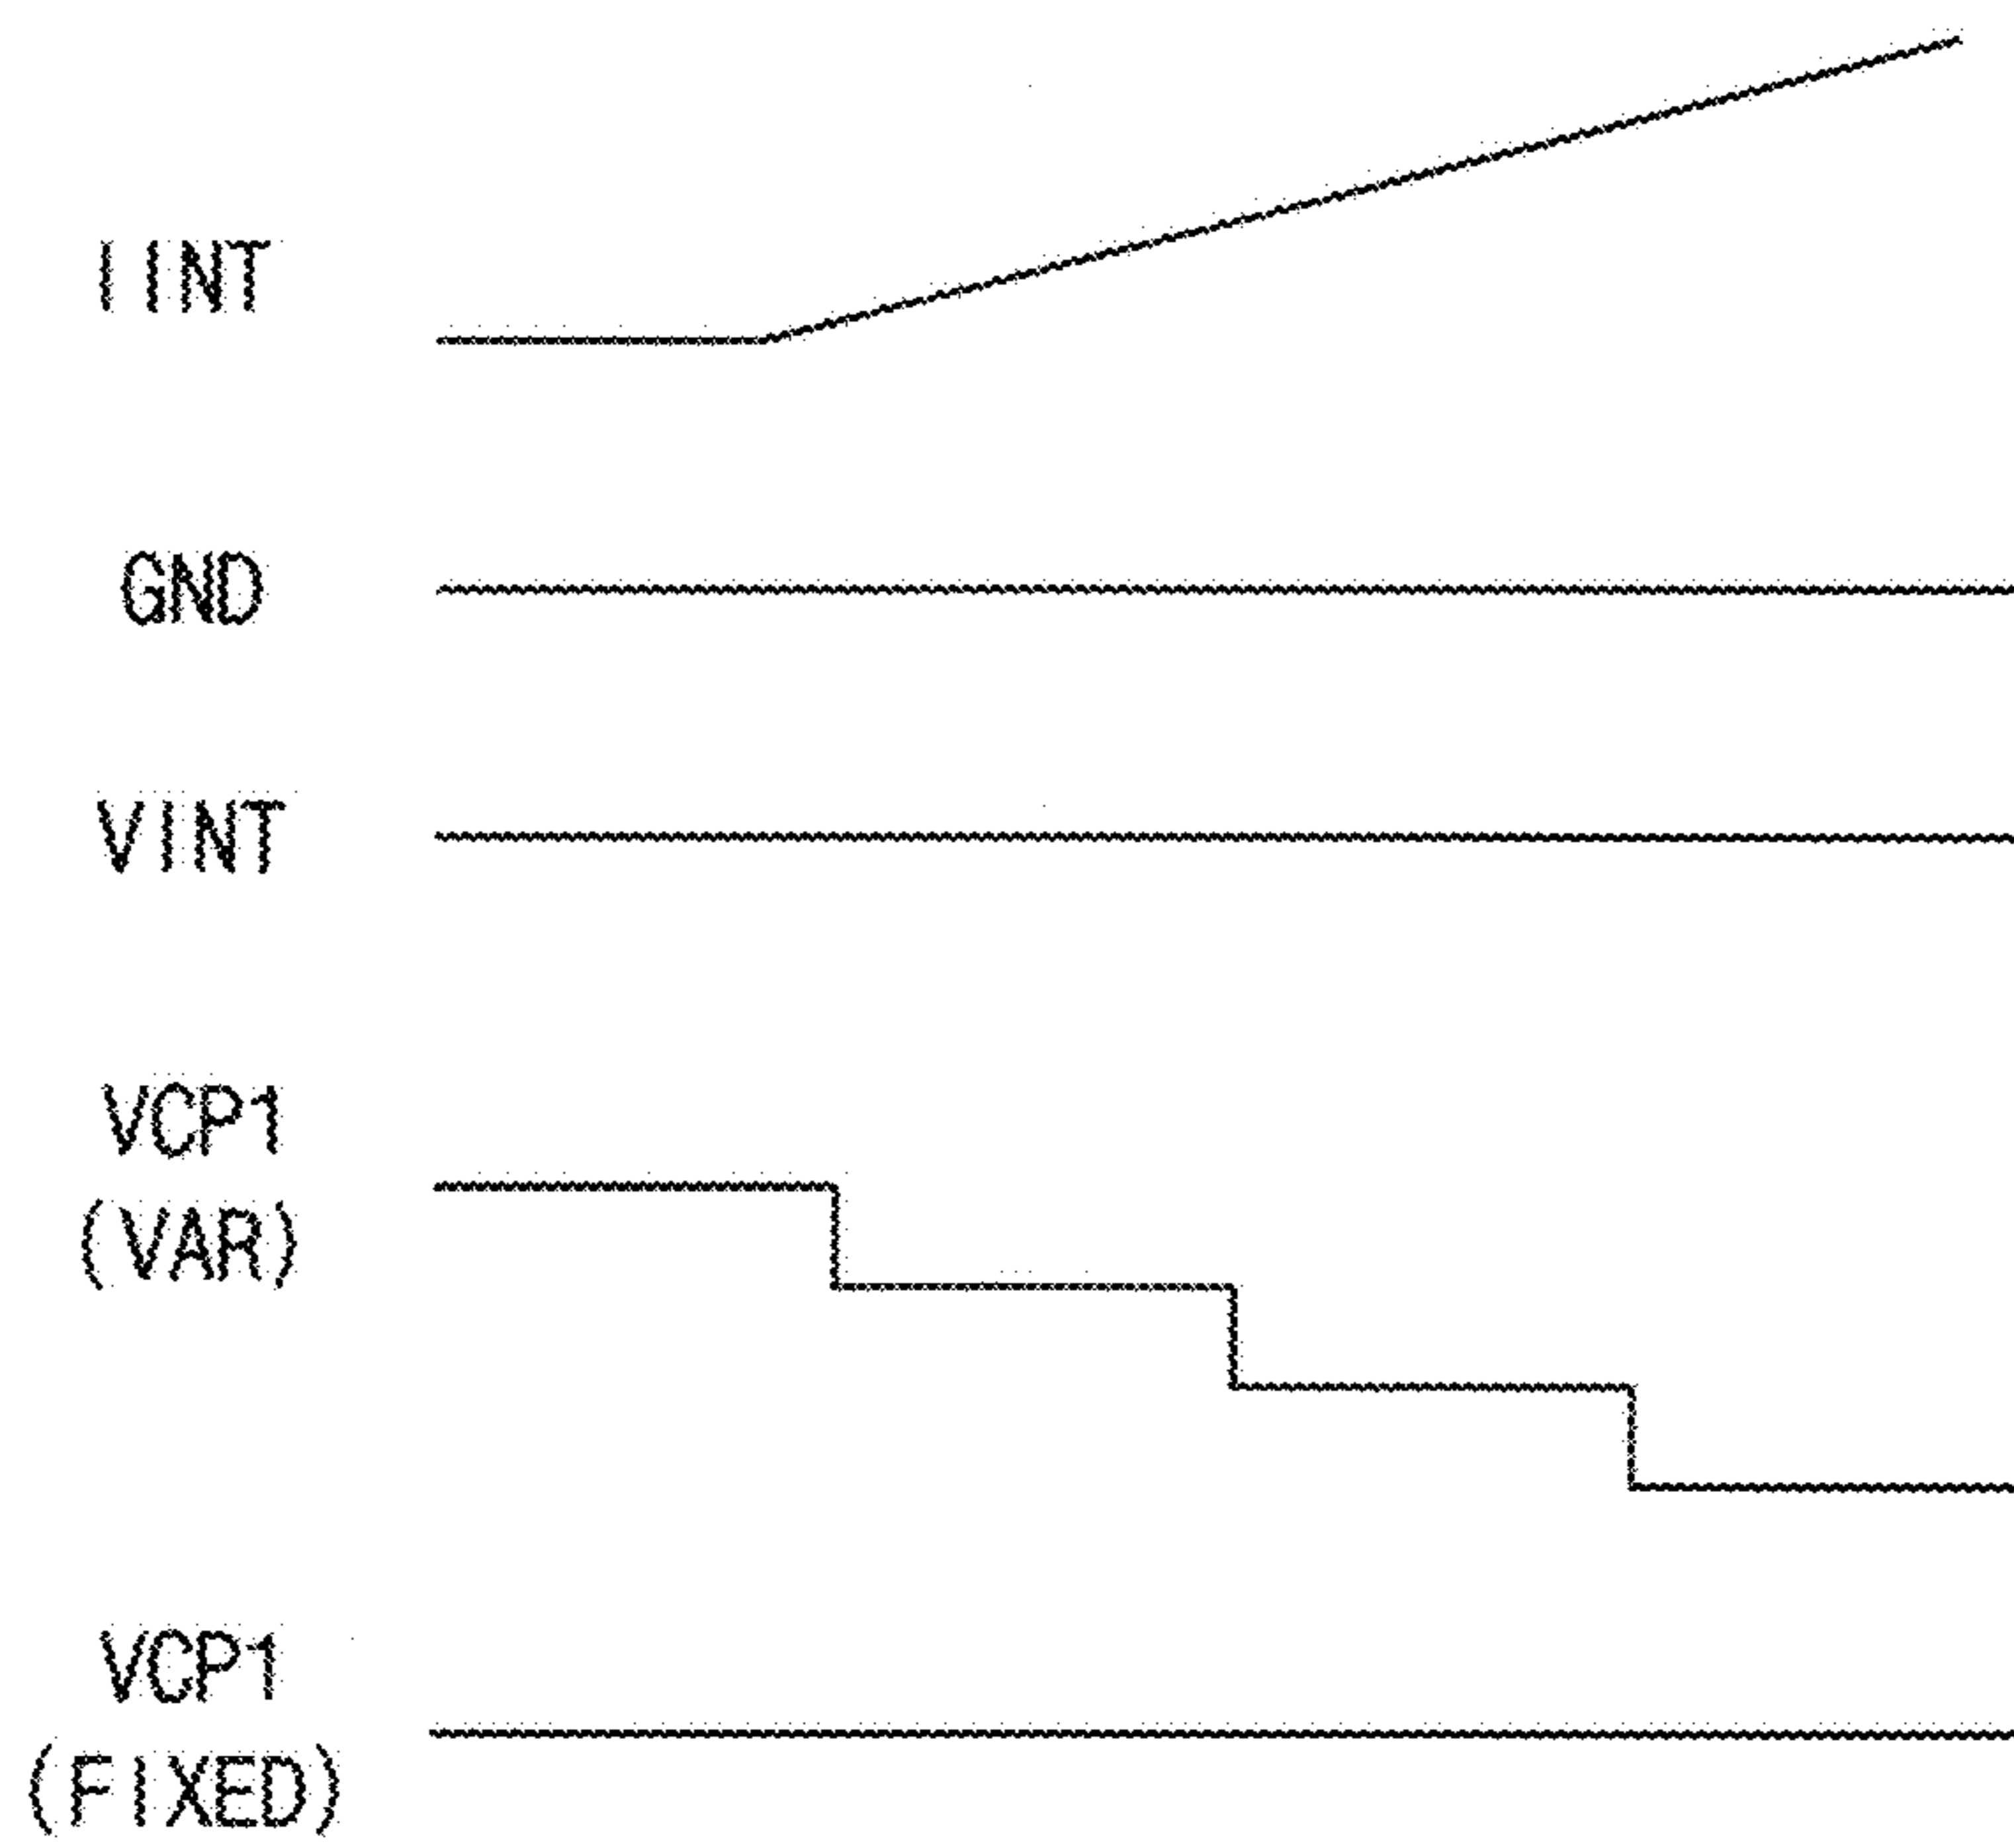 IINT
GND
VINT
VCP1
(VAR)
VCP1
(FIXED)